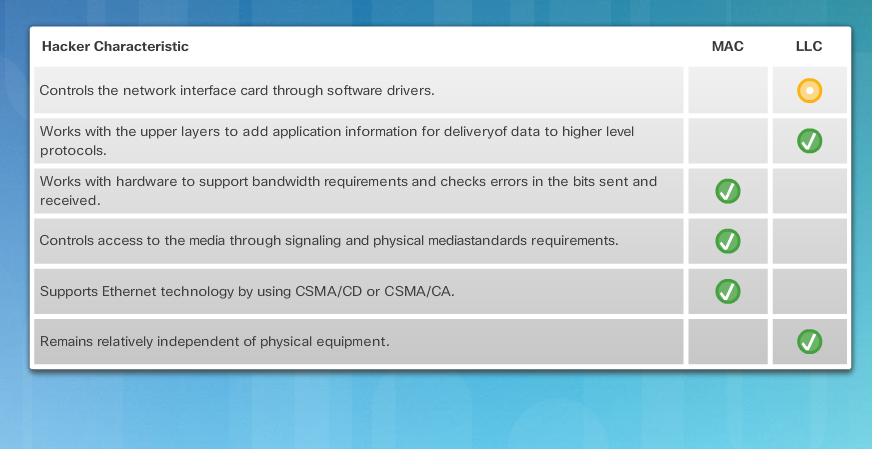 Hacker Characteristic MAC LLC
Controls the network interface card through software drivers.
Works with the upper layers to add application information for deliveryof data to higher level
protocols.
Works with hardware to support bandwidth requirements and checks errors in the bits sent and
received.
Controls access to the media through signaling and physical mediastandards requirements.
Supports Ethernet technology by using CSMA/CD or CSMA/CA.
Remains relatively independent of physical equipment.